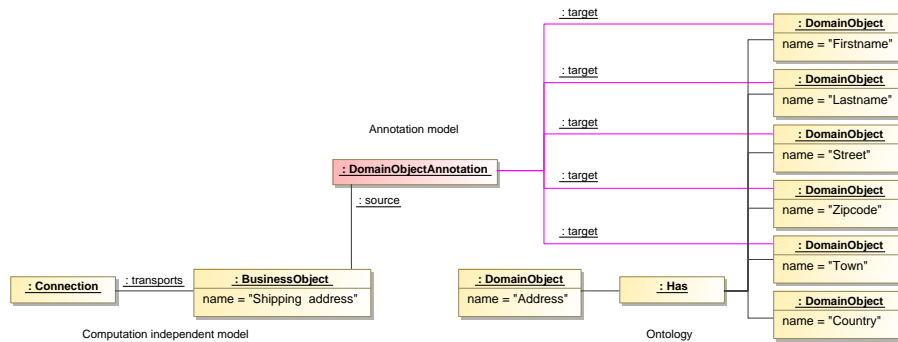 : target
: DomainObject
name = "Firstname"
: target
: DomainObject
name = "Lastname"
Annotation model
: target
: DomainObject
name = "Street"
: DomainObjectAnnotation
: source
: target
: DomainObject
name = "Zipcode"
: target
: DomainObject
name = "Town"
: Connection
: transports
: BusinessObject
name = "Shipping address"
: DomainObject
name = "Address"
: Has
: DomainObject
name = "Country"
Computation independent model
Ontology